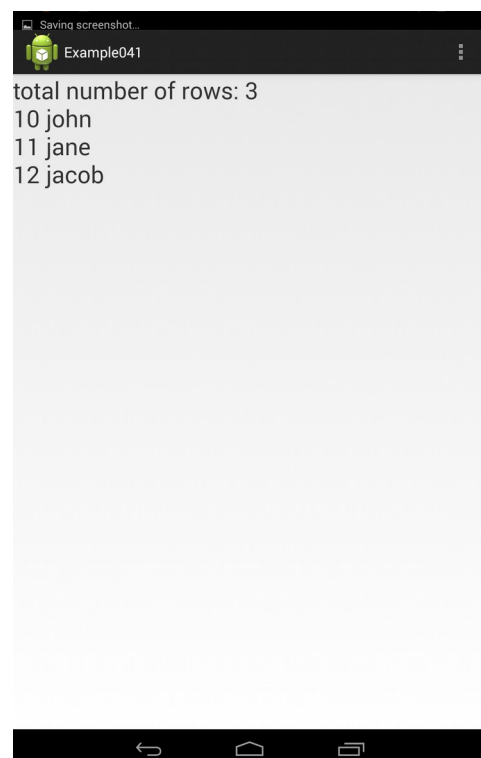 Saving screenshot...
Example041
total number of rows: 3
10 john
11 jane
12 jacob